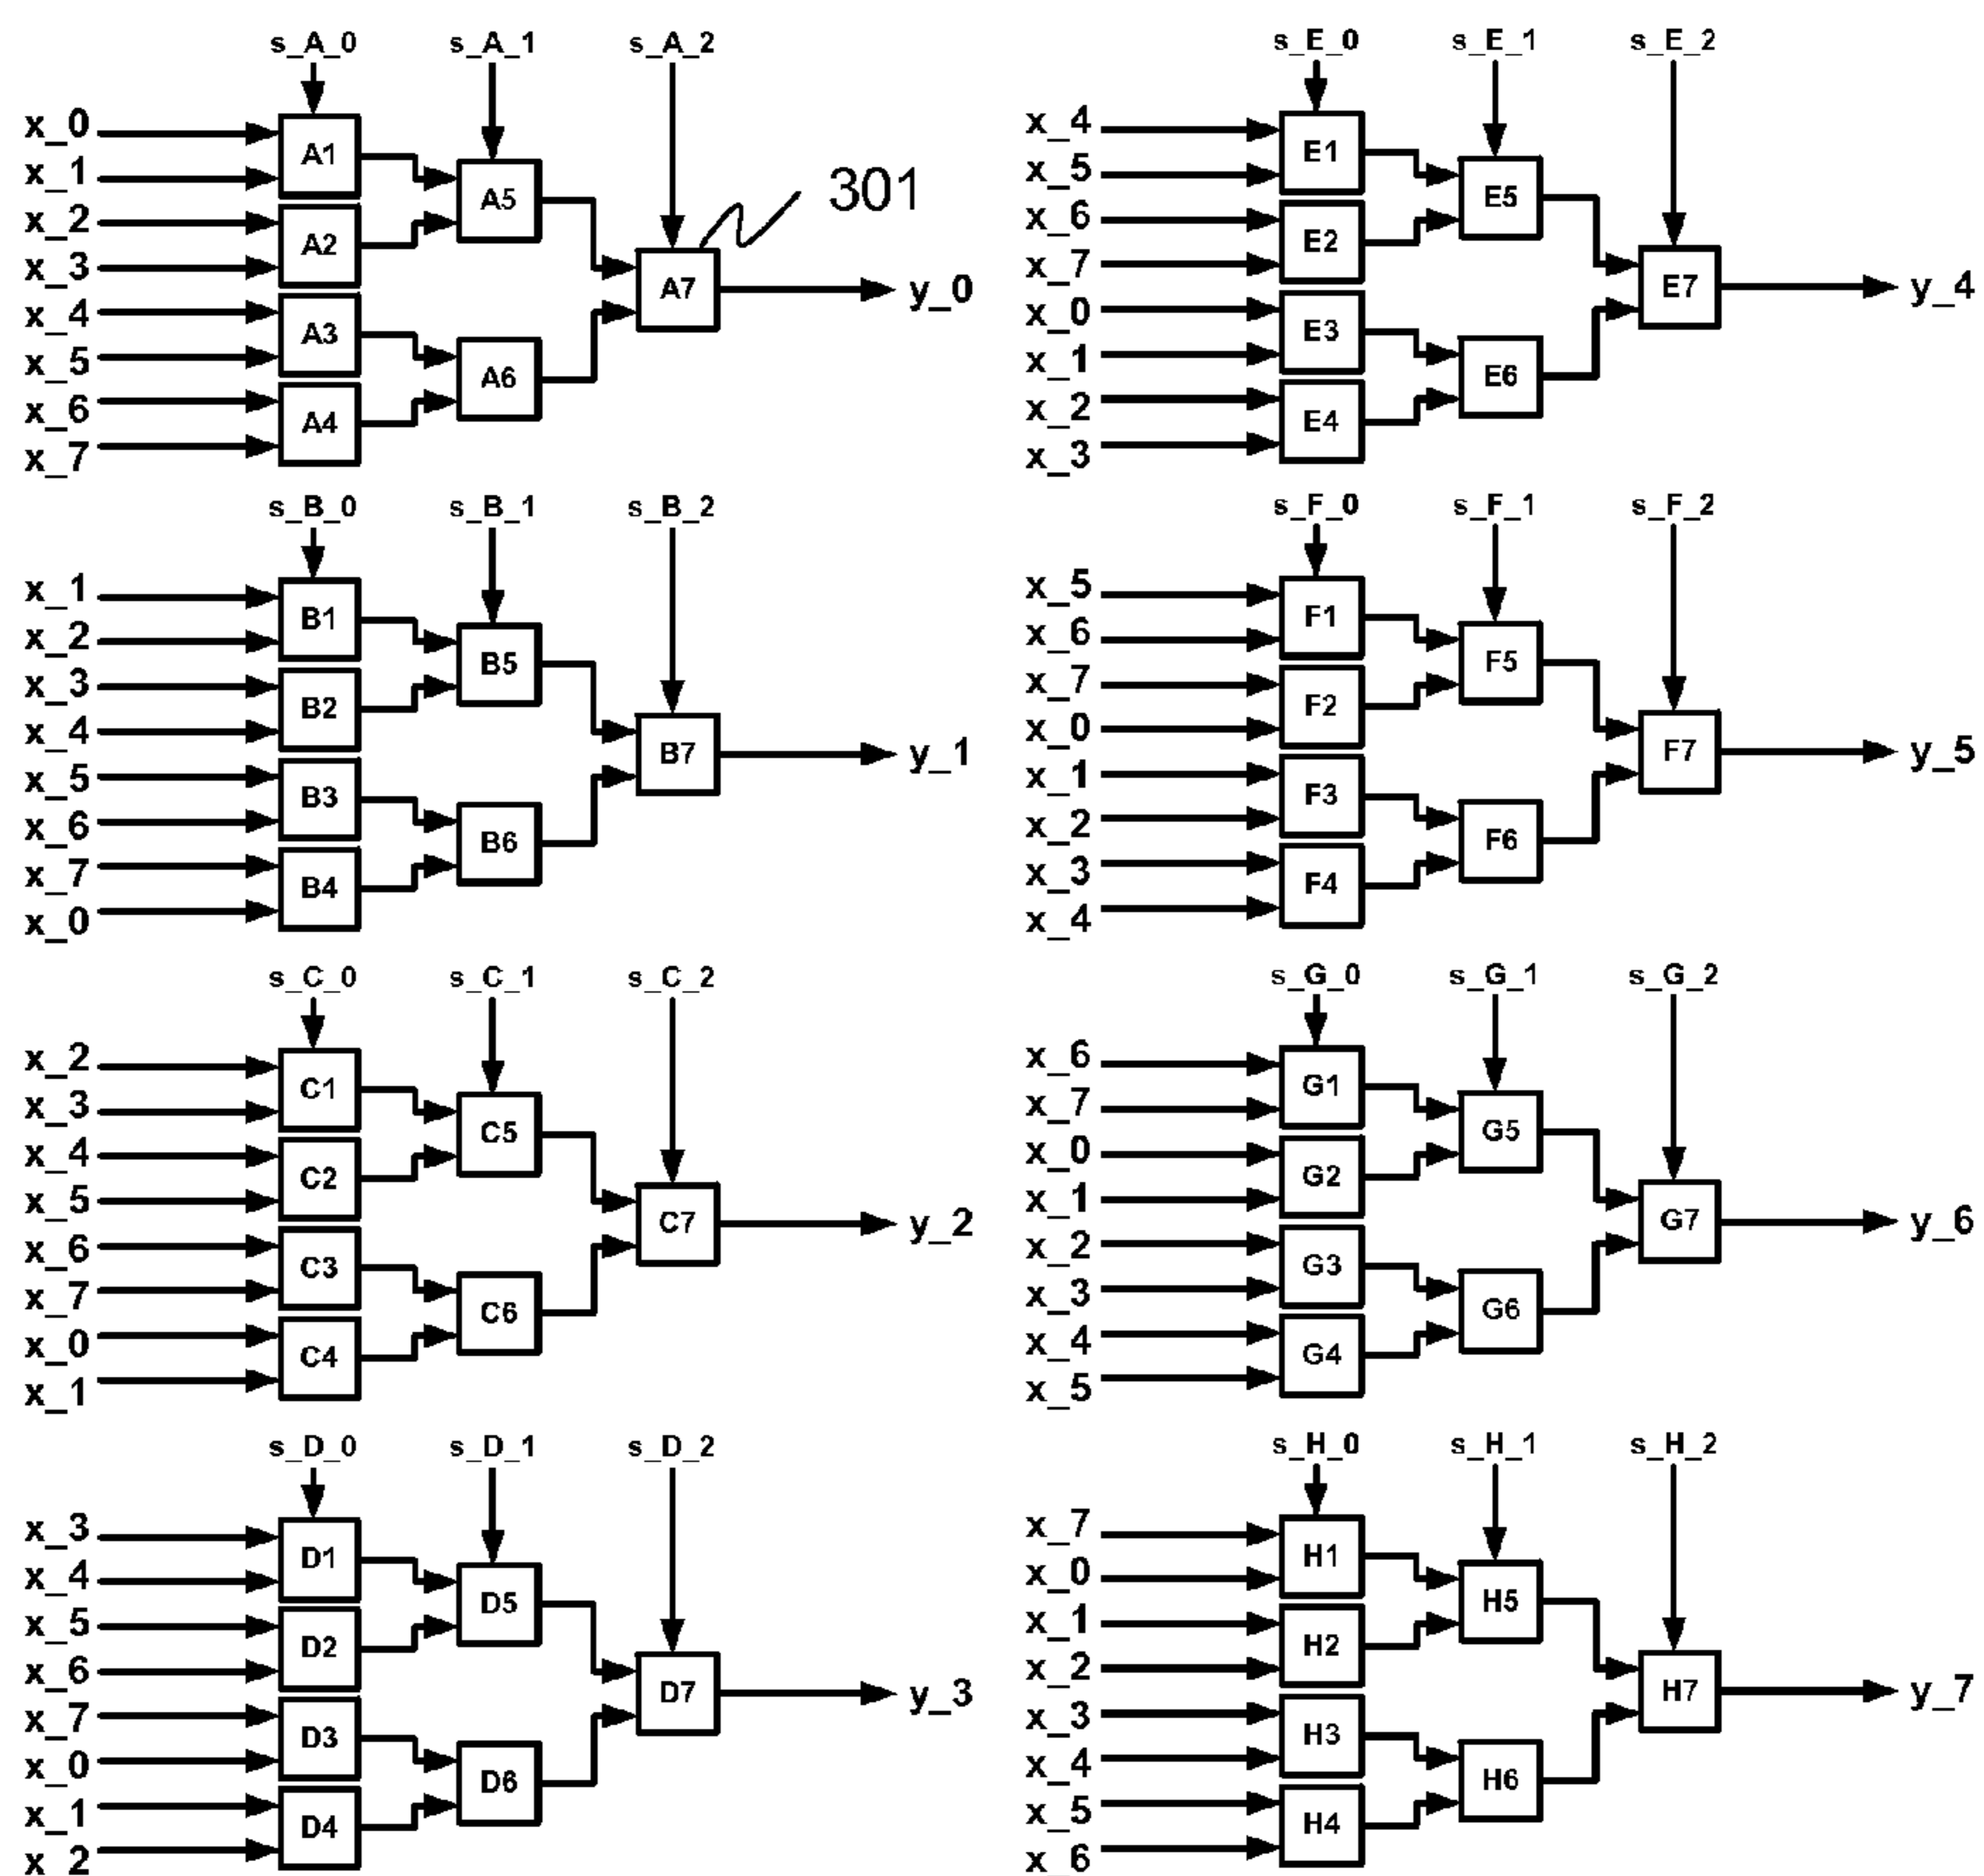 s_A_0 s_A_1 s_A_2
x_0
x_1
x_2
x_3
x_4
x_5
x_6
x_7
A1
A2
A3
A4
A5
A6
A7
301
y_0
s_B_0 s_B_1 s_B_2
x_1
x_2
x_3
x_4
x_5
x_6
x_7
x_0
B1
B2
B3
B4
B5
B6
B7
y_1
s_C_0 s_C_1 s_C_2
x_2
x_3
x_4
x_5
x_6
x_7
x_0
x_1
C1
C2
C3
C4
C5
C6
C7
y_2
s_D_0 s_D_1 s_D_2
x_3
x_4
x_5
x_6
x_7
x_0
x_1
x_2
D1
D2
D3
D4
D5
D6
D7
y_3
s_E_0 s_E_1 s_E_2
x_4
x_5
x_6
x_7
x_0
x_1
x_2
x_3
E1
E2
E3
E4
E5
E6
E7
y_4
s_F_0 s_F_1 s_F_2
x_5
x_6
x_7
x_0
x_1
x_2
x_3
x_4
F1
F2
F3
F4
F5
F6
F7
y_5
s_G_0 s_G_1 s_G_2
x_6
x_7
x_0
x_1
x_2
x_3
x_4
x_5
G1
G2
G3
G4
G5
G6
G7
y_6
s_H_0 s_H_1 s_H_2
x_7
x_0
x_1
x_2
x_3
x_4
x_5
x_6
H1
H2
H3
H4
H5
H6
H7
y_7